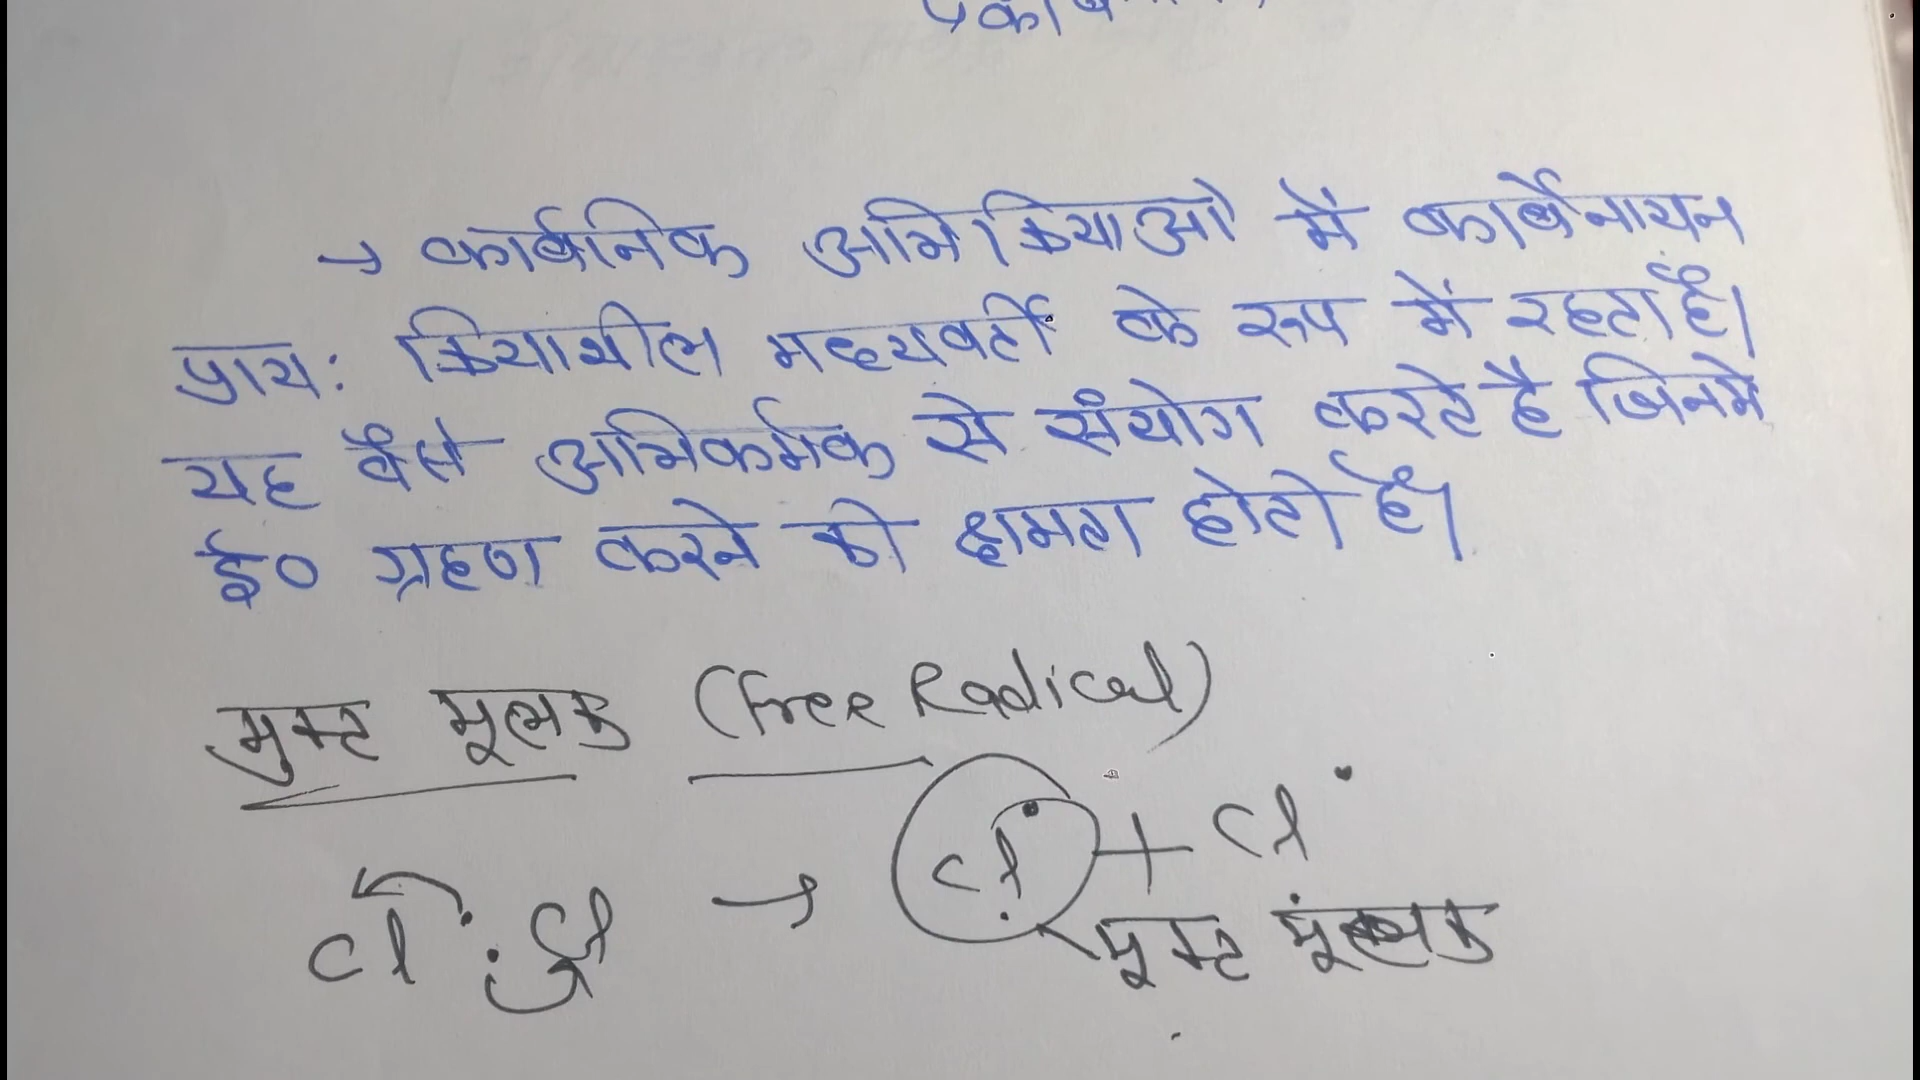 → कार्बनिक अभिक्रियाओं में कार्बेनायन
प्राय: क्रियाशील मध्यवर्ती के रूप में रहता है।
यह वैसे अभिकर्मक से संयोग करते है जिनमे
ई० ग्रहण करने की क्षमता होती है।
मुक्त मूलक (Free Radical)
Cl : Cl → Cl• + Cl•
मुक्त मूलक